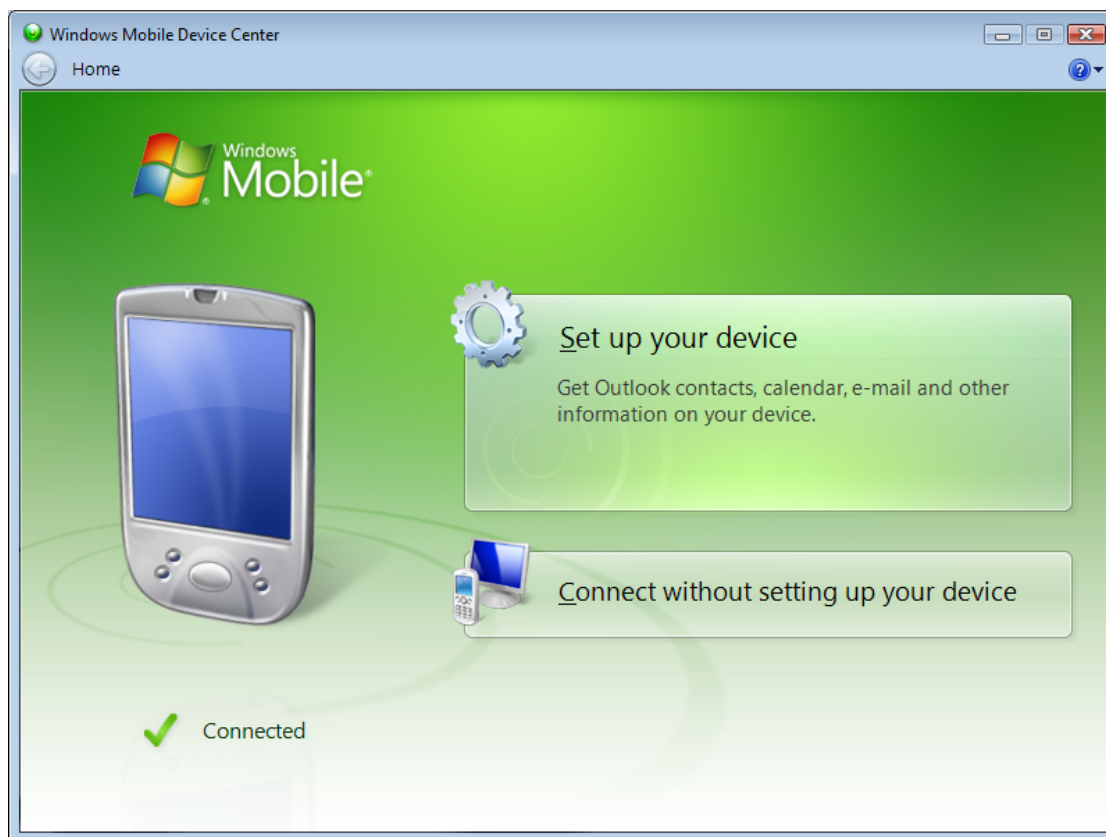 Windows Mobile Device Center
Home
Windows
Mobile®
Set up your device
Get Outlook contacts, calendar, e-mail and other
information on your device.
Connect without setting up your device
Connected